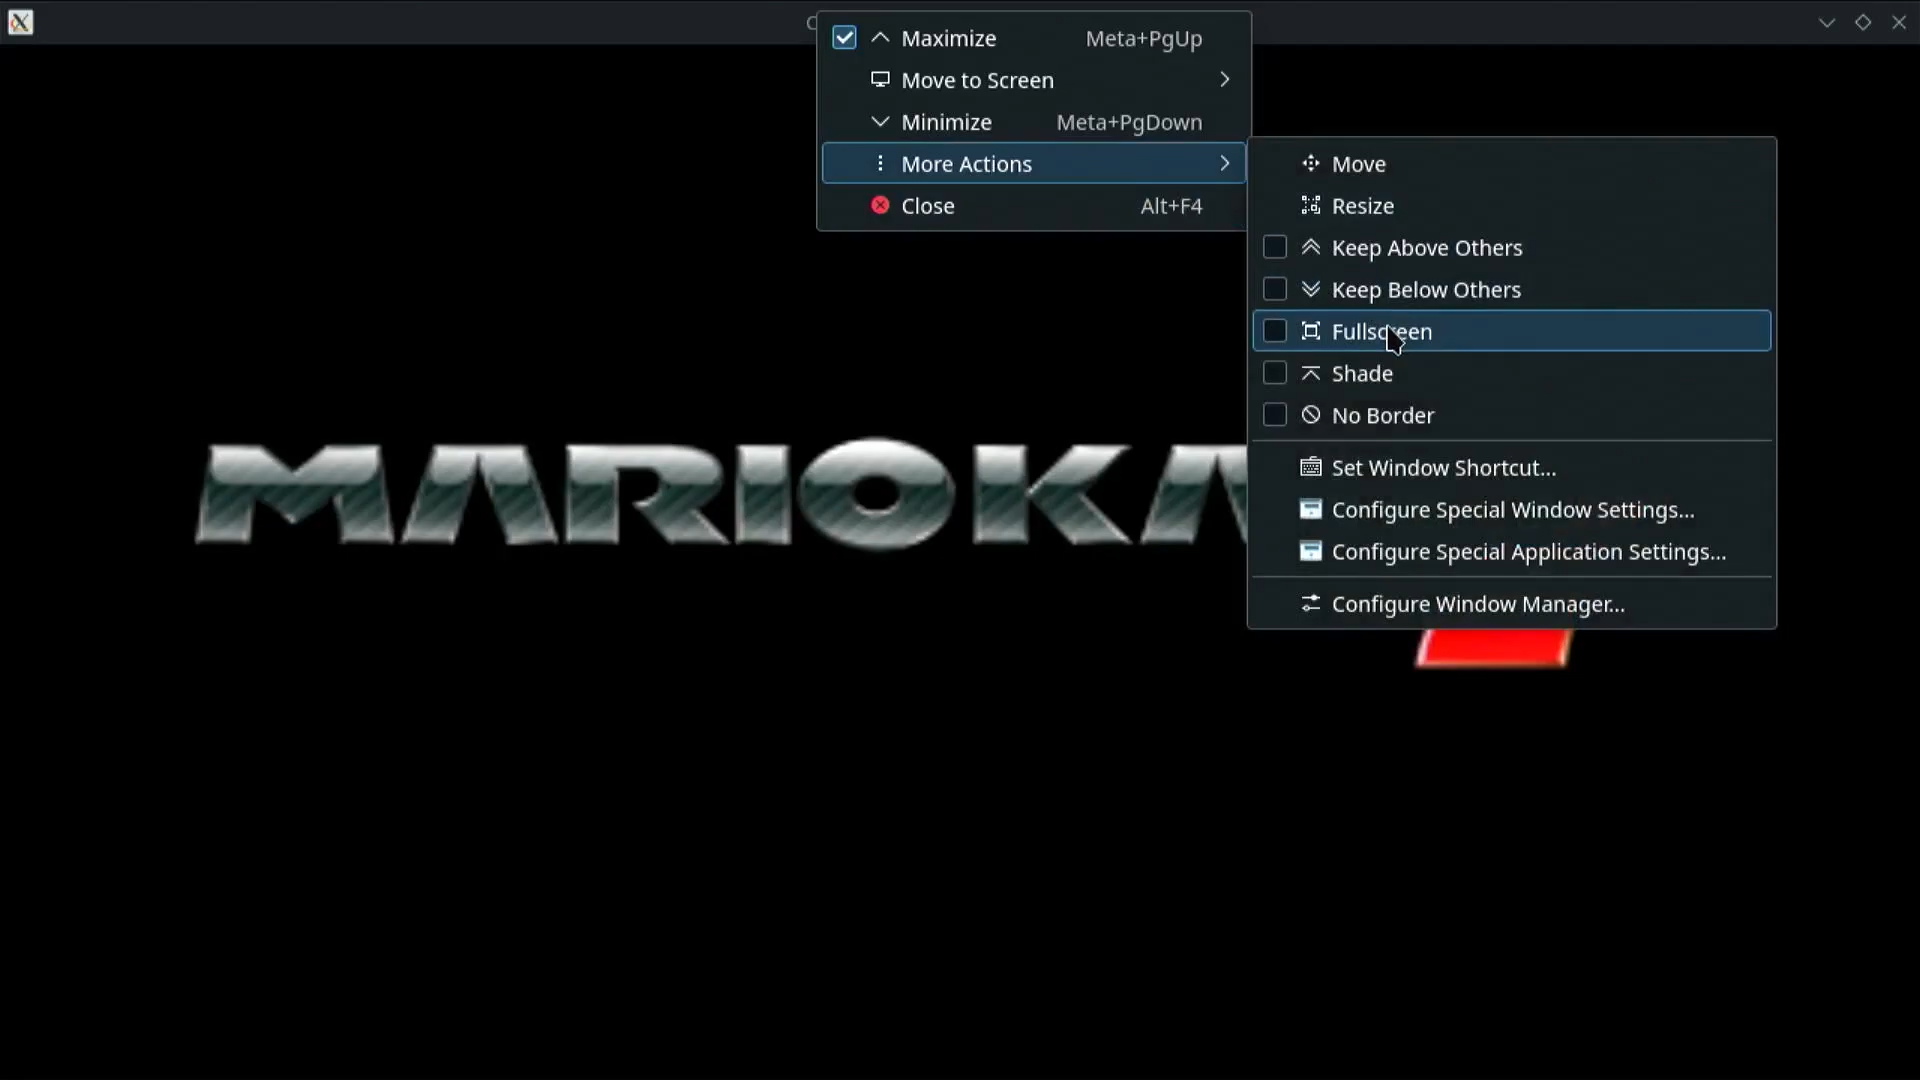 Maximize Meta+PgUp
Move to Screen
Minimize Meta+PgDown
More Actions
Close Alt+F4
Move
Resize
Keep Above Others
Keep Below Others
Fullscreen
Shade
No Border
Set Window Shortcut...
Configure Special Window Settings...
Configure Special Application Settings...
Configure Window Manager...
MARIOKA